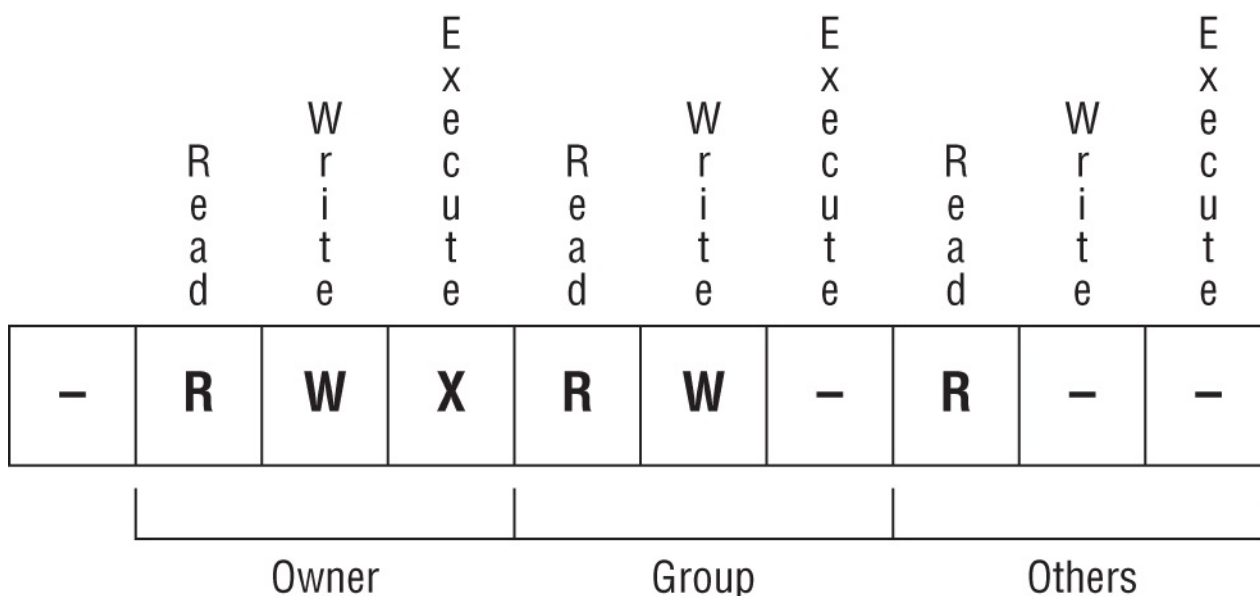 Read Write Execute Read Write Execute Read Write Execute
– R W X R W – R – –
Owner Group Others